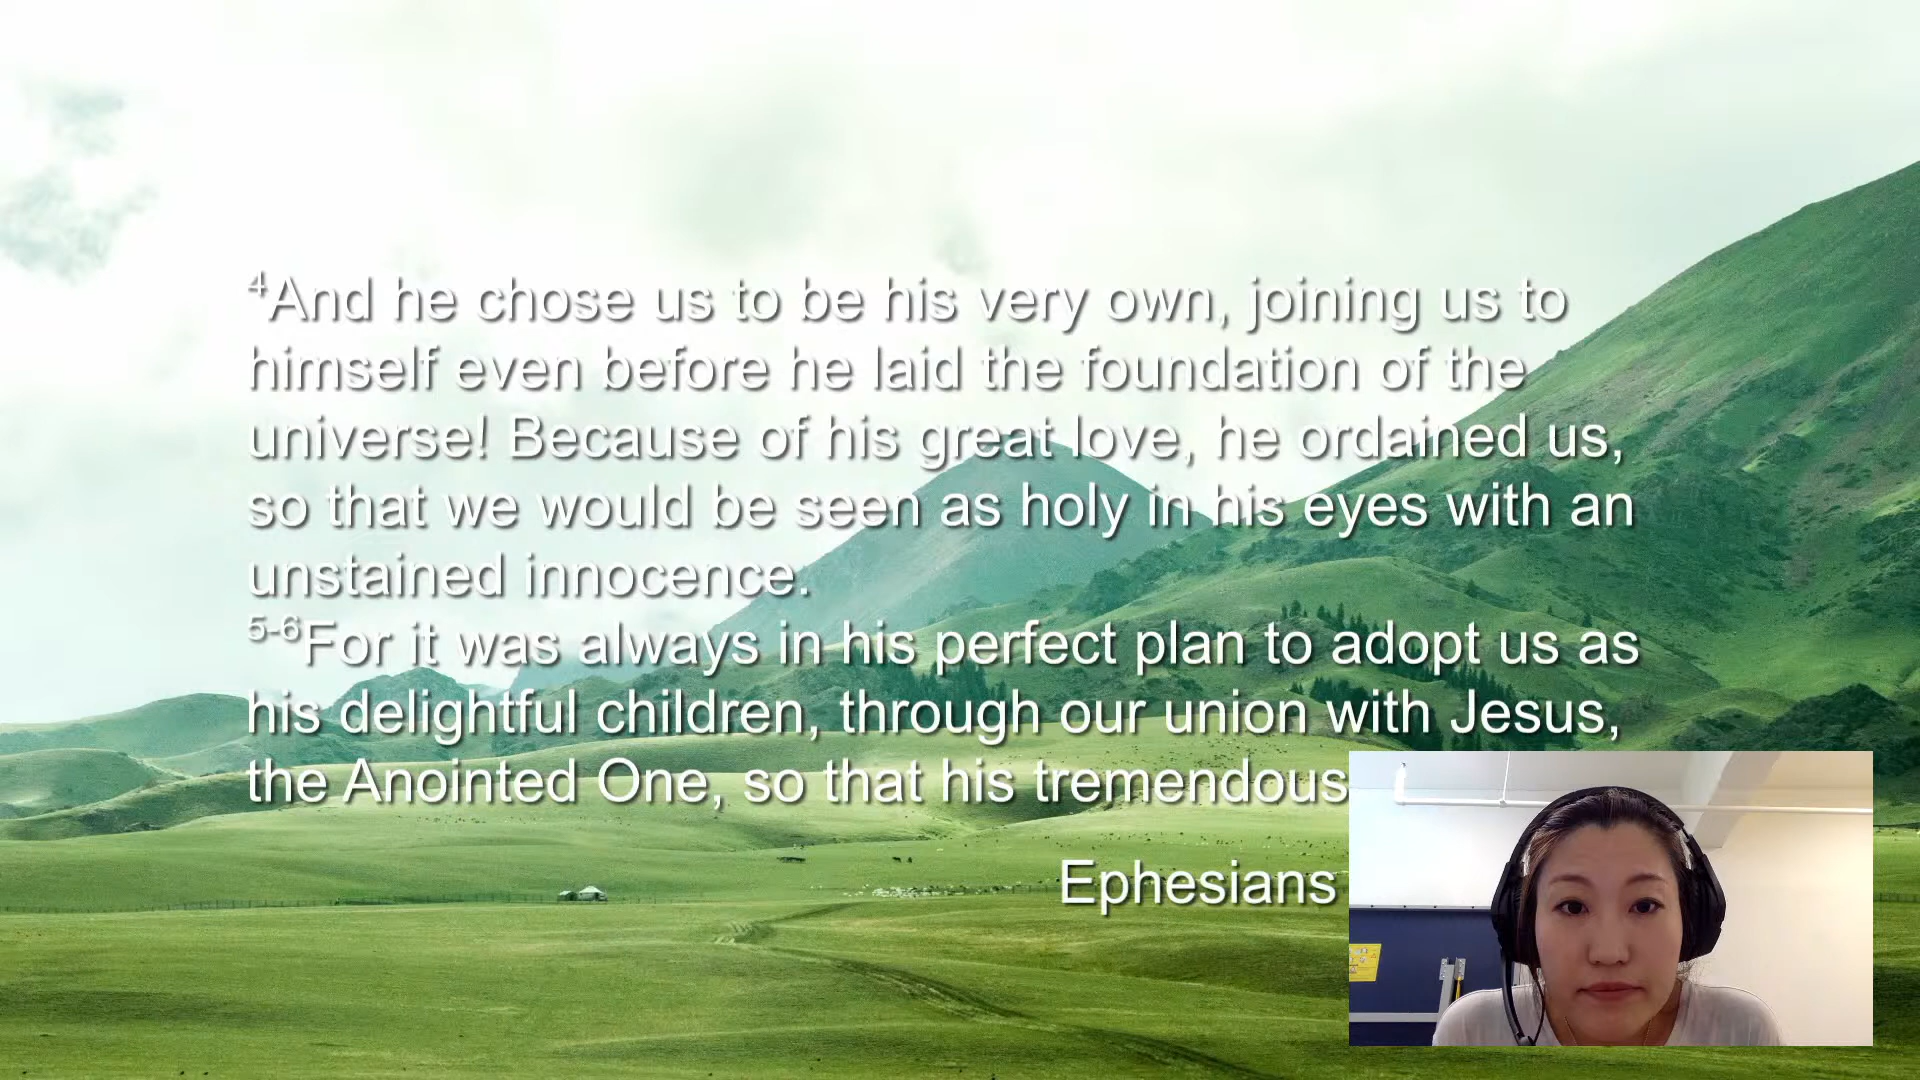 ⁴And he chose us to be his very own, joining us to
himself even before he laid the foundation of the
universe! Because of his great love, he ordained us,
so that we would be seen as holy in his eyes with an
unstained innocence.
⁵⁻⁶For it was always in his perfect plan to adopt us as
his delightful children, through our union with Jesus,
the Anointed One, so that his tremendous
Ephesians